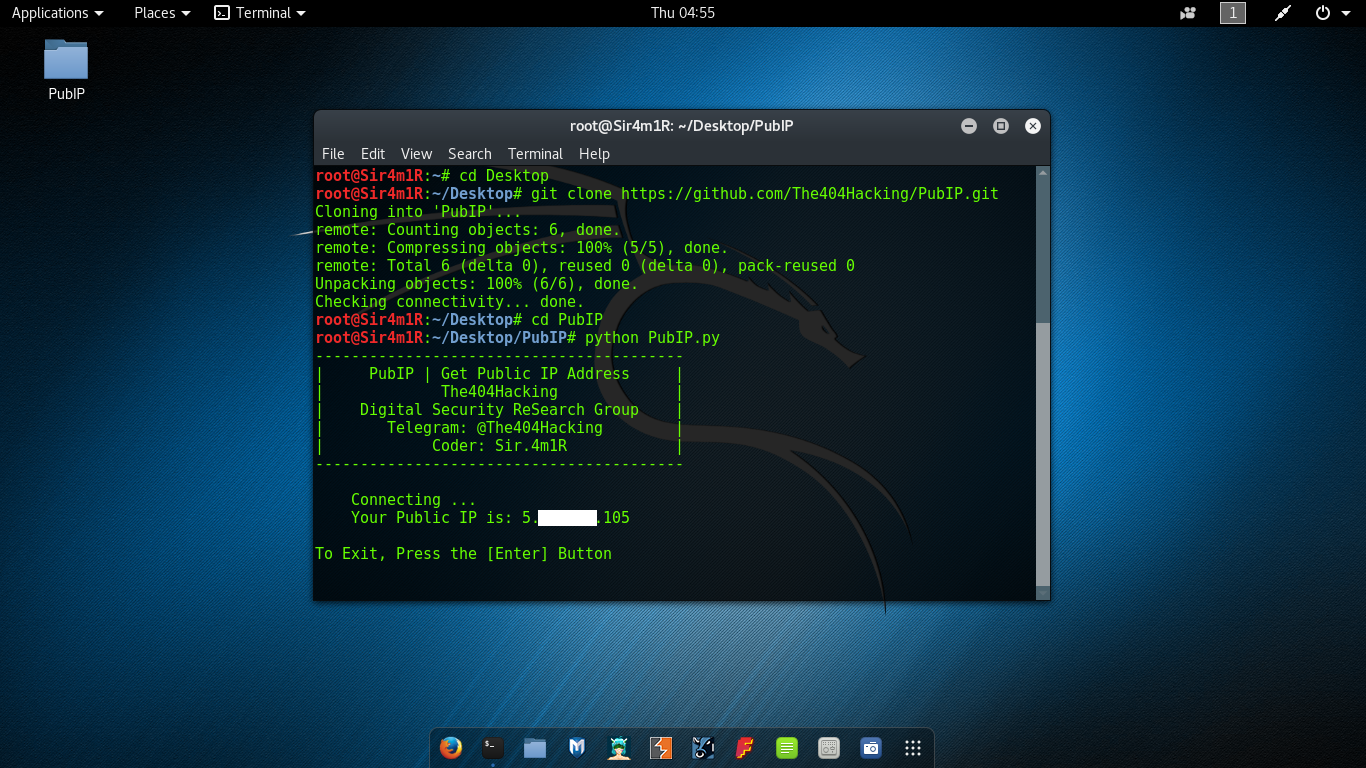 Applications Places Terminal Thu 04:55 1
PubIP
root@Sir4m1R: ~/Desktop/PubIP
File Edit View Search Terminal Help
root@Sir4m1R:~# cd Desktop
root@Sir4m1R:~/Desktop# git clone https://github.com/The404Hacking/PubIP.git
Cloning into 'PubIP'...
remote: Counting objects: 6, done.
remote: Compressing objects: 100% (5/5), done.
remote: Total 6 (delta 0), reused 0 (delta 0), pack-reused 0
Unpacking objects: 100% (6/6), done.
Checking connectivity... done.
root@Sir4m1R:~/Desktop# cd PubIP
root@Sir4m1R:~/Desktop/PubIP# python PubIP.py
-----------------------------------------
|     PubIP | Get Public IP Address     |
|             The404Hacking             |
|    Digital Security ReSearch Group    |
|       Telegram: @The404Hacking        |
|            Coder: Sir.4m1R            |
-----------------------------------------
Connecting ...
Your Public IP is: 5. .105
To Exit, Press the [Enter] Button